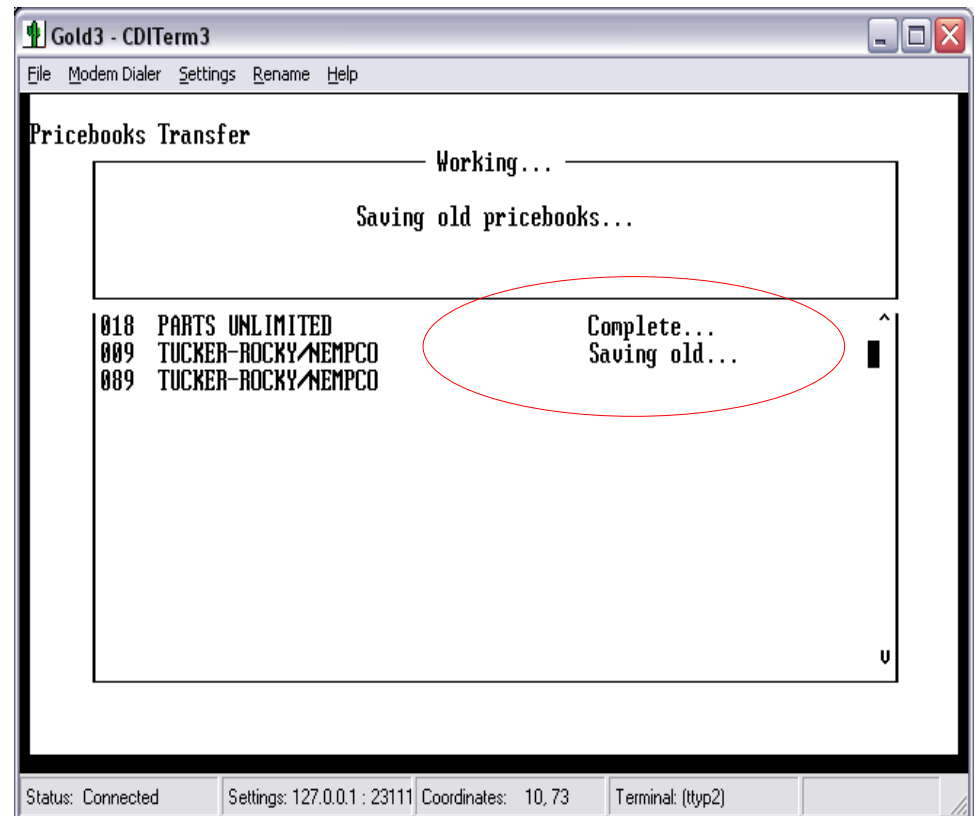 Gold3 - CDITerm3
File Modem Dialer Settings Rename Help
Pricebooks Transfer
Working...
Saving old pricebooks...
018 PARTS UNLIMITED Complete...
009 TUCKER-ROCKY/NEMPCO Saving old...
089 TUCKER-ROCKY/NEMPCO
Status: Connected Settings: 127.0.0.1 : 23111 Coordinates: 10, 73 Terminal: (ttyp2)